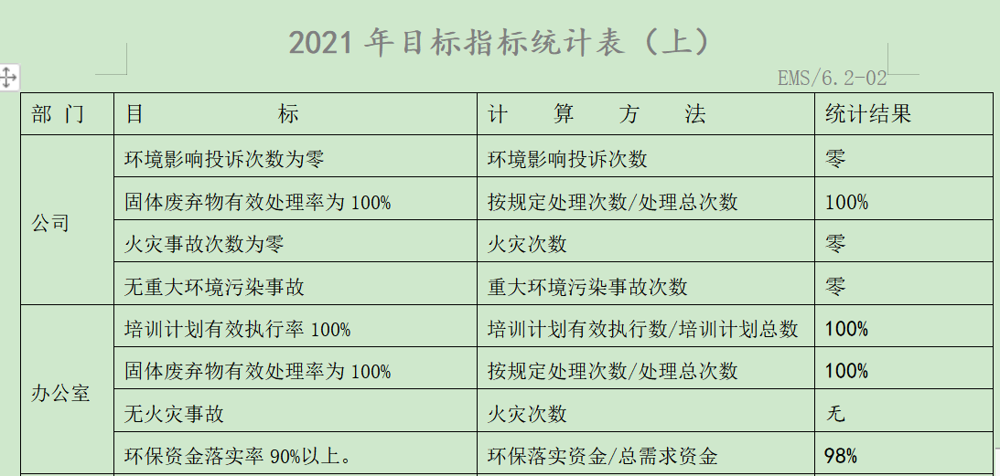 2021 年目标指标统计表（上）
EMS/6.2-02
部 门 目 标 计 算 方 法 统计结果
公司
环境影响投诉次数为零 环境影响投诉次数 零
固体废弃物有效处理率为 100% 按规定处理次数/处理总次数 100%
火灾事故次数为零 火灾次数 零
无重大环境污染事故 重大环境污染事故次数 零
办公室
培训计划有效执行率 100% 培训计划有效执行数/培训计划总数 100%
固体废弃物有效处理率为 100% 按规定处理次数/处理总次数 100%
无火灾事故 火灾次数 无
环保资金落实率 90%以上。 环保落实资金/总需求资金 98%